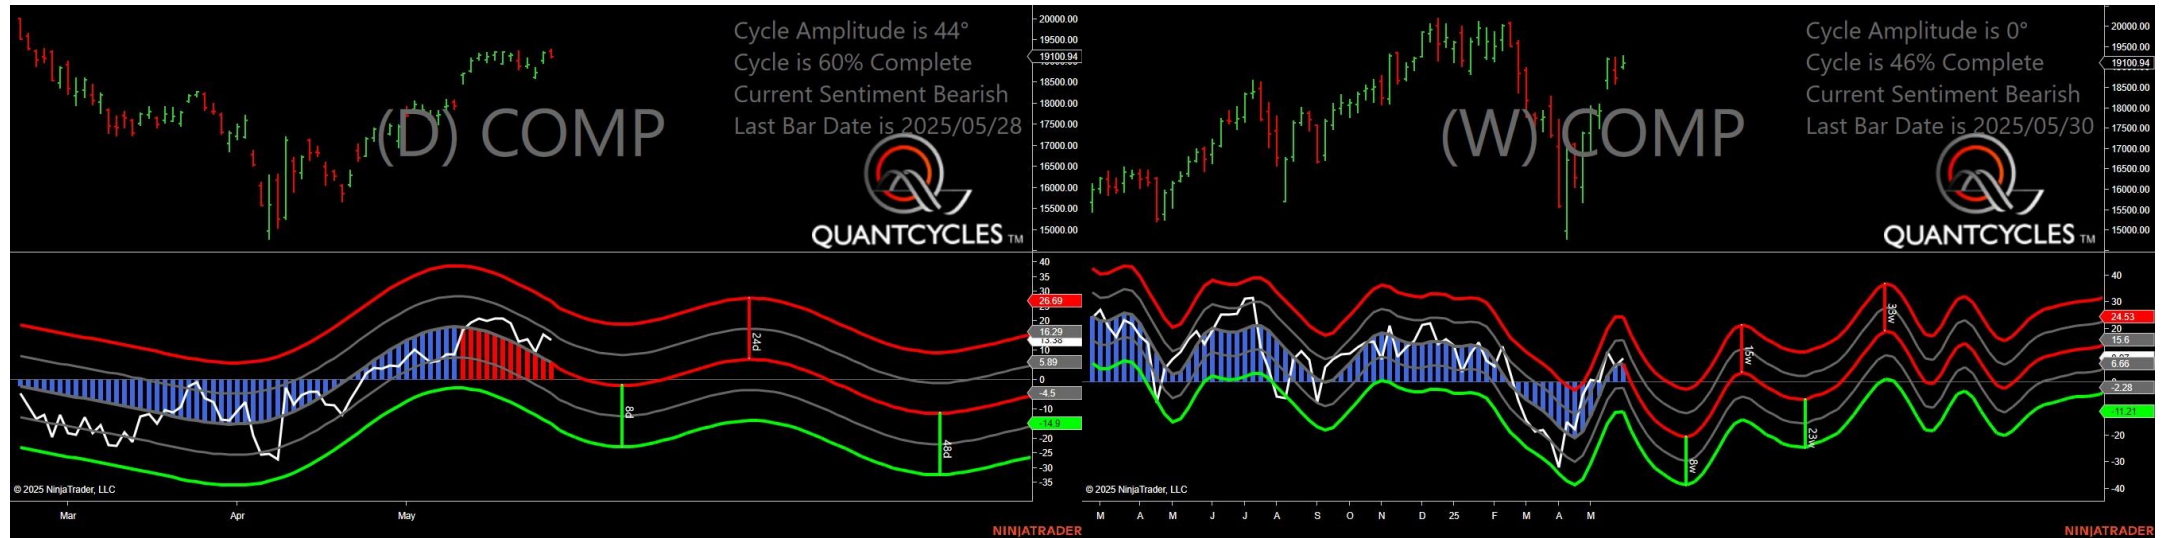 Cycle Amplitude is 44°
Cycle is 60% Complete
Current Sentiment Bearish
Last Bar Date is 2025/05/28
(D) COMP
QUANTCYCLES TM
20000.00
19500.00
19100.94
18500.00
18000.00
17500.00
17000.00
16500.00
16000.00
15500.00
15000.00
40
35
30
26.69
20
16.29
13.38
10
5.89
0
-4.5
-10
-14.9
-20
-25
-30
-35
8d
24d
48d
© 2025 NinjaTrader, LLC
Mar
Apr
May
NINJATRADER
Cycle Amplitude is 0°
Cycle is 46% Complete
Current Sentiment Bearish
Last Bar Date is 2025/05/30
(W) COMP
QUANTCYCLES TM
20000.00
19500.00
19100.94
18500.00
18000.00
17500.00
17000.00
16500.00
16000.00
15500.00
15000.00
40
30
24.53
20
15.6
6.66
-2.28
-11.21
-20
-30
-40
8w
15w
23w
33w
© 2025 NinjaTrader, LLC
M A M J J A S O N D 25 F M A M
NINJATRADER